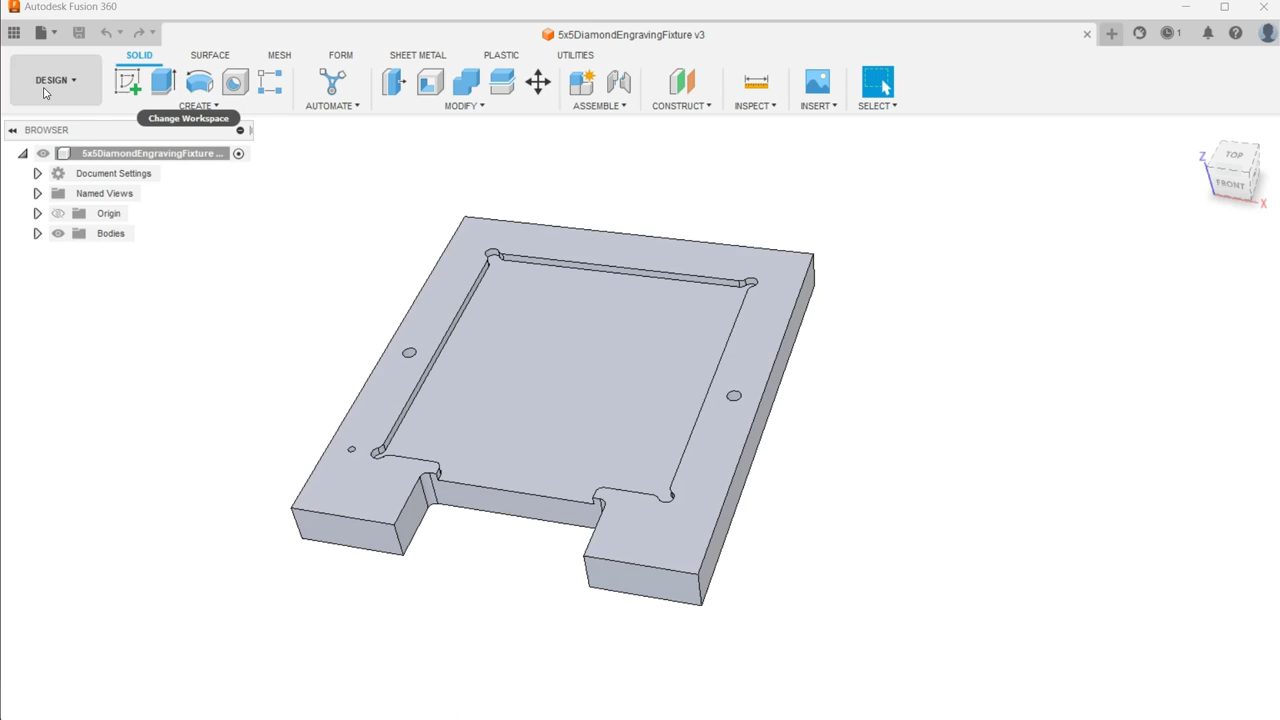 Autodesk Fusion 360
5x5DiamondEngravingFixture v3
1
SOLID SURFACE MESH FORM SHEET METAL PLASTIC UTILITIES
DESIGN
CREATE AUTOMATE MODIFY ASSEMBLE CONSTRUCT INSPECT INSERT SELECT
Change Workspace
BROWSER
5x5DiamondEngravingFixture ...
Document Settings
Named Views
Origin
Bodies
TOP
FRONT
Z
X